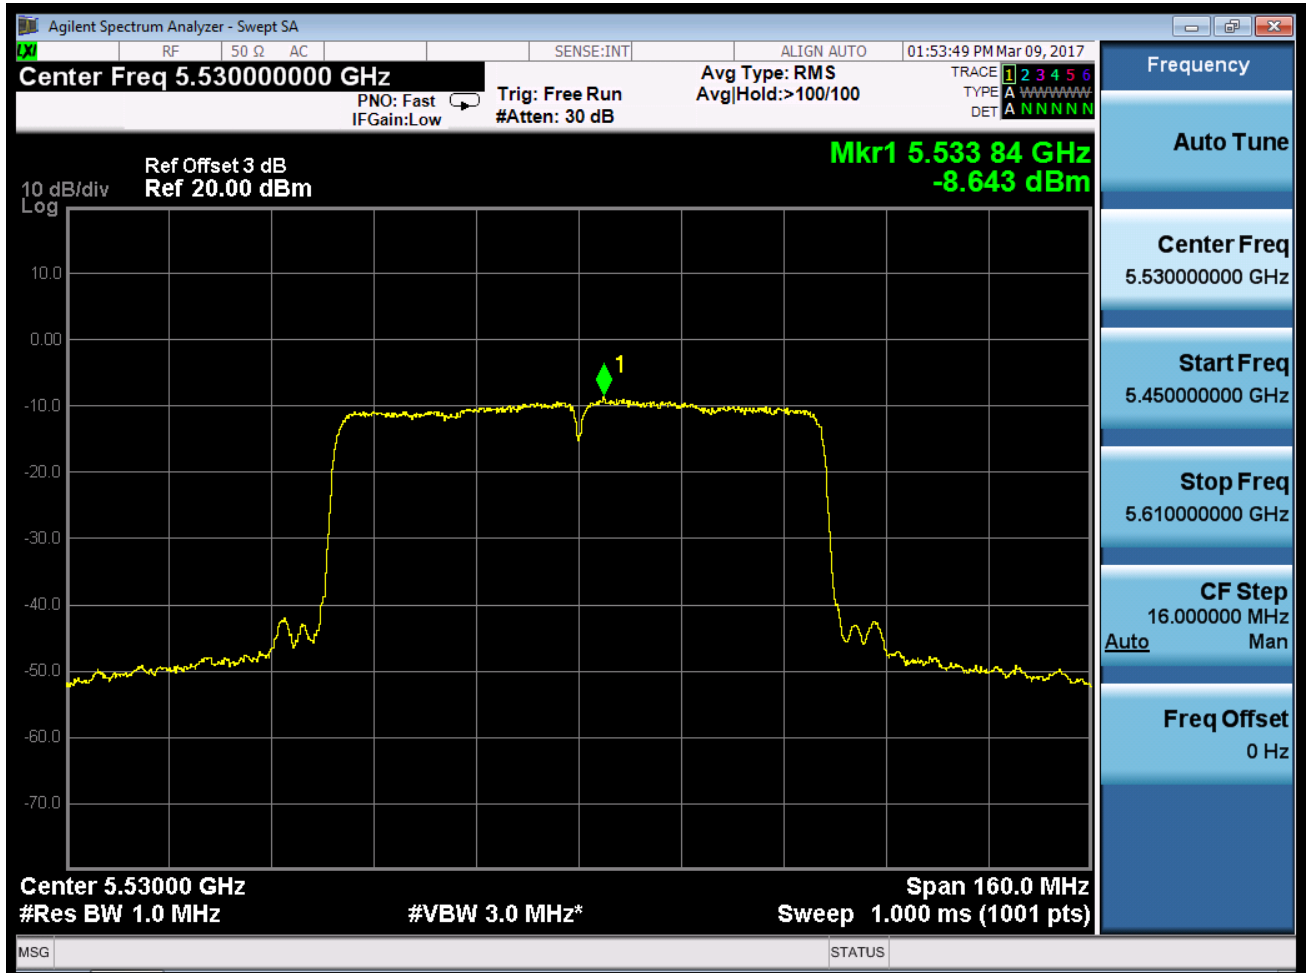 Agilent Spectrum Analyzer - Swept SA
LXI RF 50 Ω AC SENSE:INT ALIGN AUTO 01:53:49 PM Mar 09, 2017
Center Freq 5.530000000 GHz
PNO: Fast
IFGain:Low
Trig: Free Run
#Atten: 30 dB
Avg Type: RMS
Avg|Hold:>100/100
TRACE 1 2 3 4 5 6
TYPE A WWWWW
DET A N N N N N
Mkr1 5.533 84 GHz
-8.643 dBm
Ref Offset 3 dB
10 dB/div Ref 20.00 dBm
Log
10.0
0.00
-10.0
-20.0
-30.0
-40.0
-50.0
-60.0
-70.0
1
Center 5.53000 GHz Span 160.0 MHz
#Res BW 1.0 MHz #VBW 3.0 MHz* Sweep 1.000 ms (1001 pts)
MSG STATUS
Frequency
Auto Tune
Center Freq
5.530000000 GHz
Start Freq
5.450000000 GHz
Stop Freq
5.610000000 GHz
CF Step
16.000000 MHz
Auto Man
Freq Offset
0 Hz